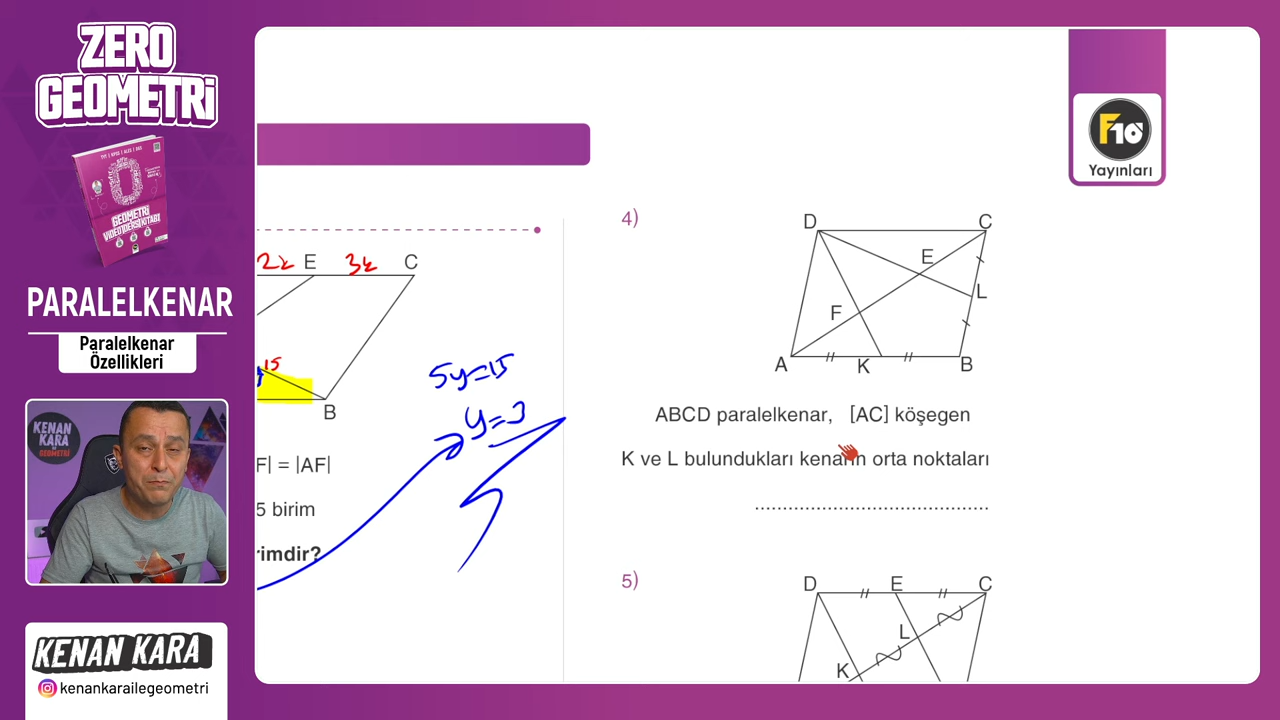 ZERO
GEOMETRİ
GEOMETRİ
VİDEO DERS KİTABI
PARALELKENAR
Paralelkenar
Özellikleri
KENAN
KARA
GEOMETRİ
KENAN KARA
kenankarailegeometri
F10
Yayınları
2k E 3k C
15
B
F| = |AF|
5 birim
rimdir?
5y=15
y=3
4)
D C
E
L
F
A K B
ABCD paralelkenar, [AC] köşegen
K ve L bulundukları kenarın orta noktaları
..........................................
5)
D E C
L
K